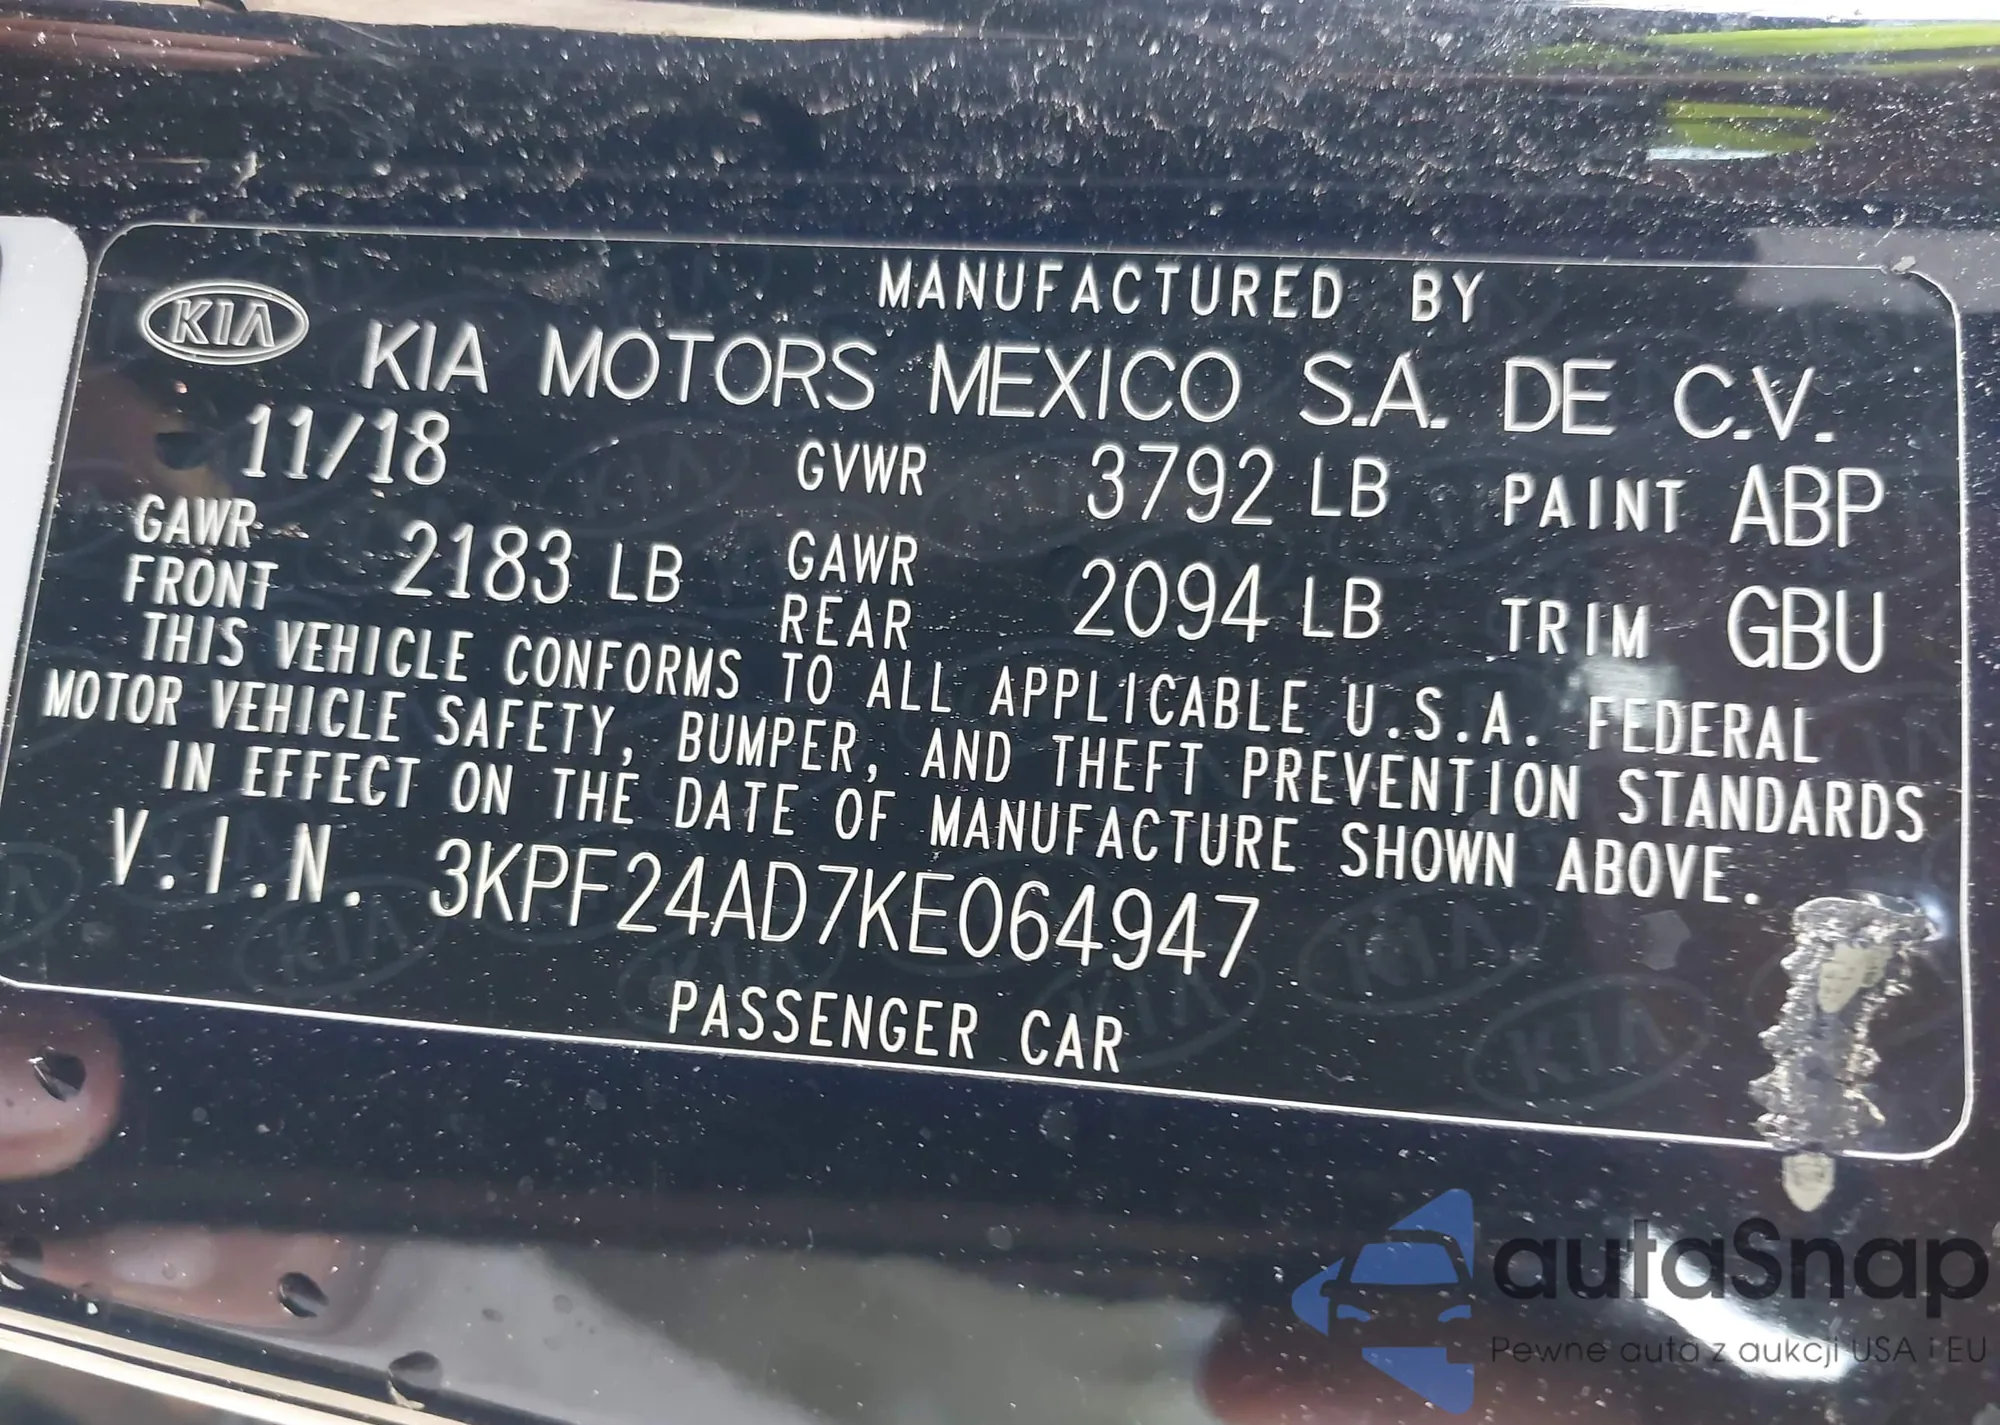 MANUFACTURED BY
KIA KIA MOTORS MEXICO S.A. DE C.V.
11/18 GVWR 3792 LB PAINT ABP
GAWR FRONT 2183 LB GAWR REAR 2094 LB TRIM GBU
THIS VEHICLE CONFORMS TO ALL APPLICABLE U.S.A. FEDERAL
MOTOR VEHICLE SAFETY, BUMPER, AND THEFT PREVENTION STANDARDS
IN EFFECT ON THE DATE OF MANUFACTURE SHOWN ABOVE.
V.I.N. 3KPF24AD7KE064947
PASSENGER CAR
autaSnap
Pewne auta z aukcji USA i EU